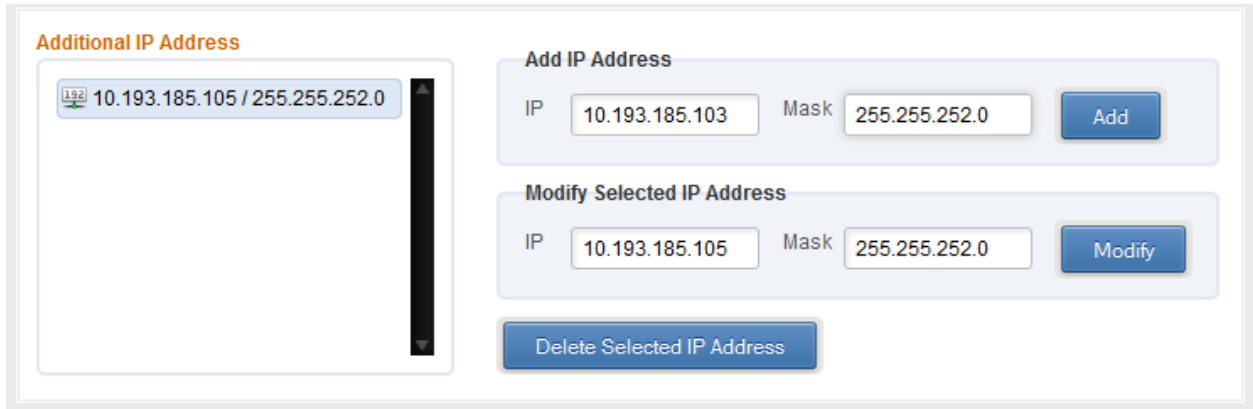 Additional IP Address
192 10.193.185.105 / 255.255.252.0
Add IP Address
IP 10.193.185.103 Mask 255.255.252.0 Add
Modify Selected IP Address
IP 10.193.185.105 Mask 255.255.252.0 Modify
Delete Selected IP Address